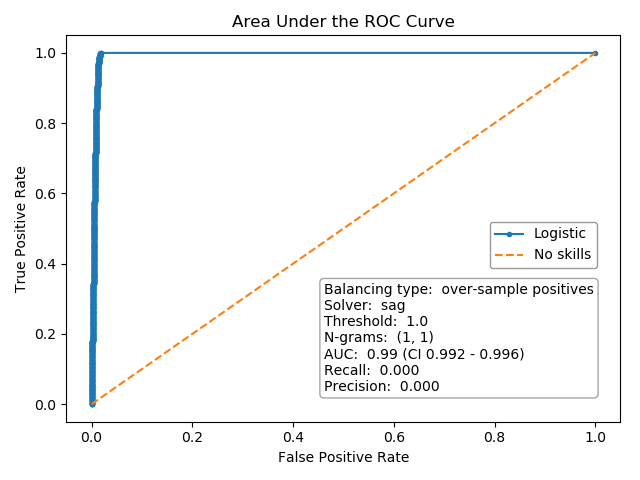 Area Under the ROC Curve
True Positive Rate
1.0
0.8
0.6
0.4
0.2
0.0
Logistic
No skills
Balancing type:  over-sample positives
Solver:  sag
Threshold:  1.0
N-grams:  (1, 1)
AUC:  0.99 (CI 0.992 - 0.996)
Recall:  0.000
Precision:  0.000
0.0 0.2 0.4 0.6 0.8 1.0
False Positive Rate